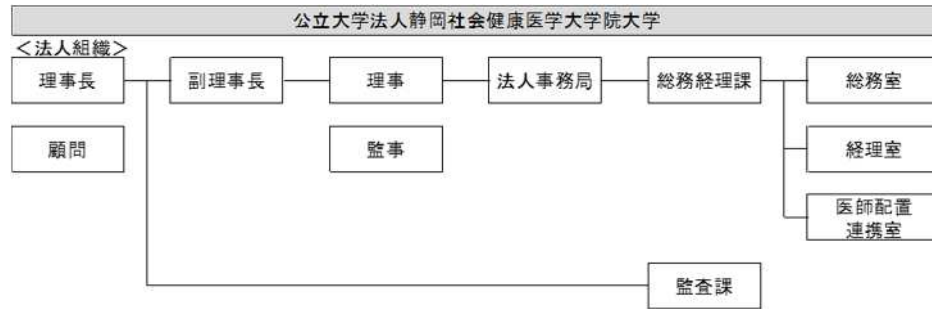 公立大学法人静岡社会健康医学大学院大学
＜法人組織＞
理事長
副理事長
理事
法人事務局
総務経理課
総務室
顧問
監事
経理室
医師配置
連携室
監査課